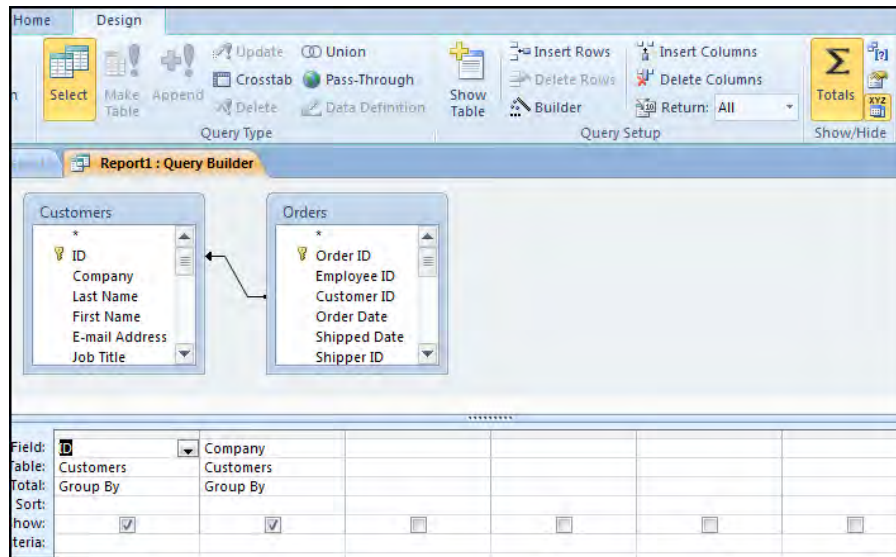 Home Design
Select Make Table Append Update Crosstab Delete Union Pass-Through Data Definition
Query Type
Show Table Insert Rows Delete Rows Builder Insert Columns Delete Columns Return: All
Query Setup
Totals XYZ
Show/Hide
Report1 : Query Builder
Customers
*
ID
Company
Last Name
First Name
E-mail Address
Job Title
Orders
*
Order ID
Employee ID
Customer ID
Order Date
Shipped Date
Shipper ID
Field: ID Company
Table: Customers Customers
Total: Group By Group By
Sort:
how:
teria: